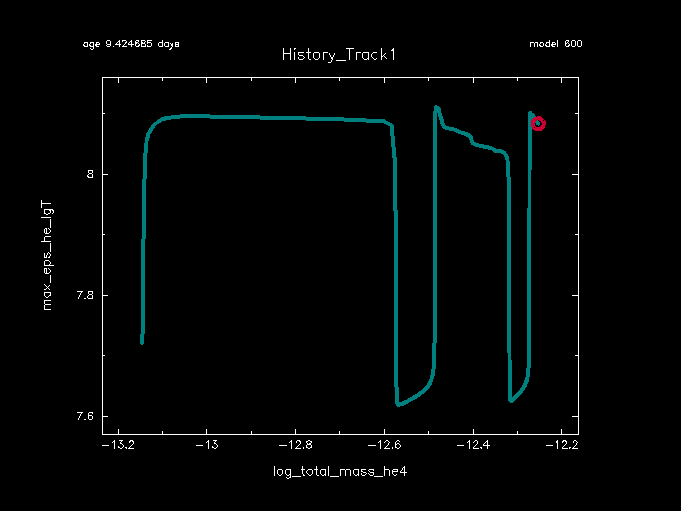 age 9.424685 days
model 600
History_Track1
max_eps_he_lgT
8
7.8
7.6
−13.2
−13
−12.8
−12.6
−12.4
−12.2
log_total_mass_he4